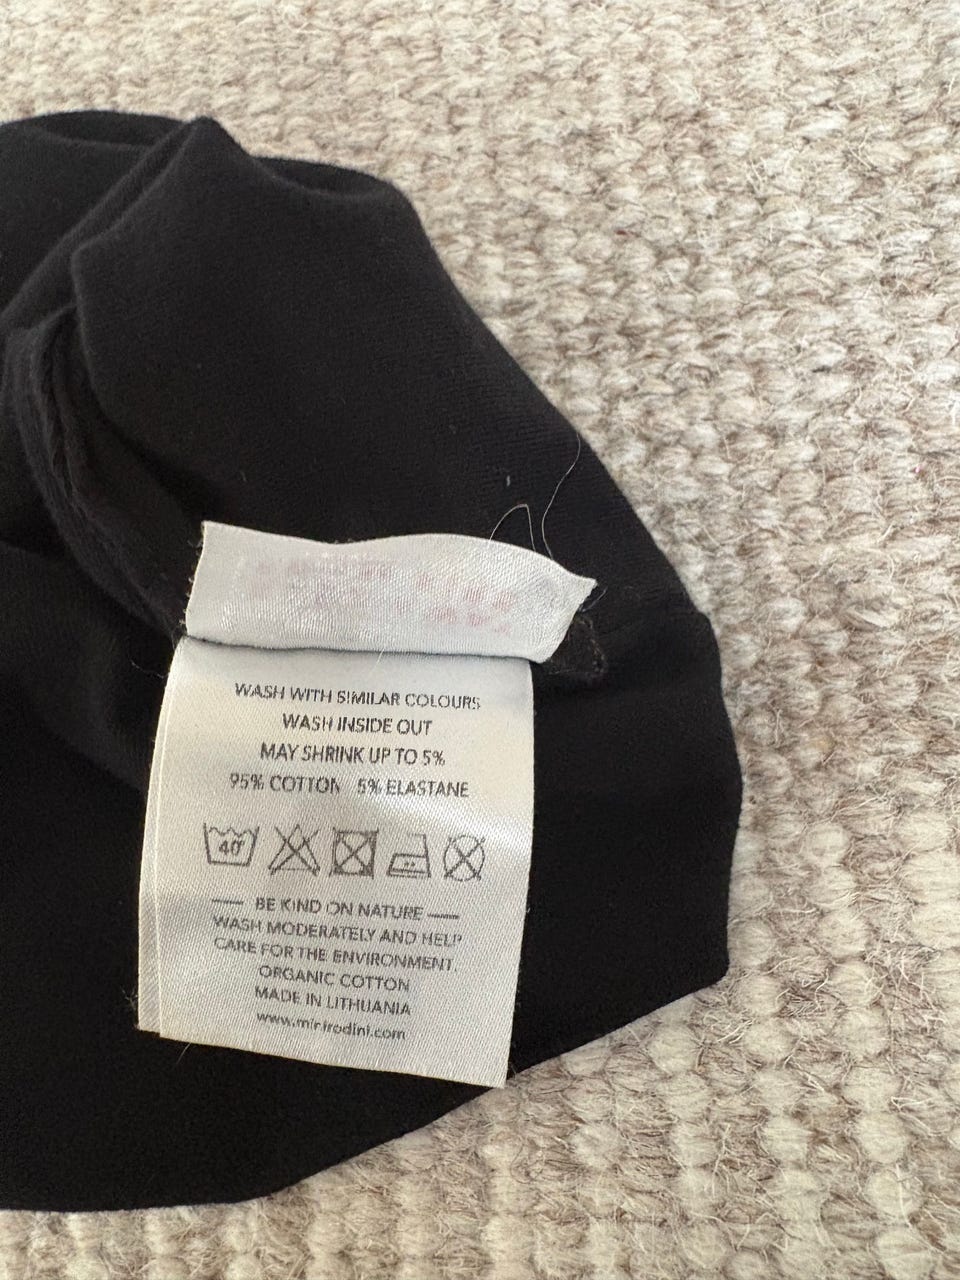 WASH WITH SIMILAR COLOURS
WASH INSIDE OUT
MAY SHRINK UP TO 5%
95% COTTON 5% ELASTANE
40
BE KIND ON NATURE
WASH MODERATELY AND HELP
CARE FOR THE ENVIRONMENT.
ORGANIC COTTON
MADE IN LITHUANIA
www.minirodini.com